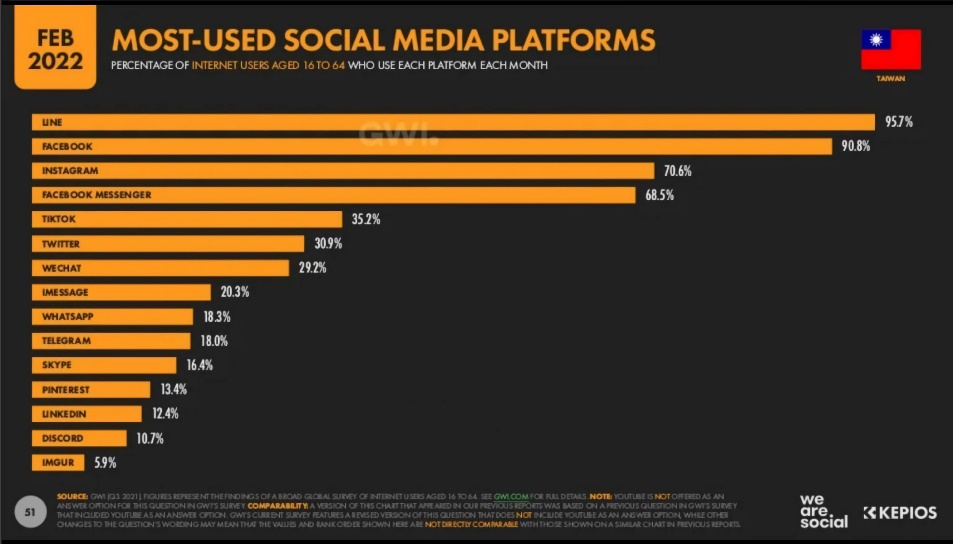 FEB
2022
MOST-USED SOCIAL MEDIA PLATFORMS
PERCENTAGE OF INTERNET USERS AGED 16 TO 64 WHO USE EACH PLATFORM EACH MONTH
TAIWAN
GWI.
LINE 95.7%
FACEBOOK 90.8%
INSTAGRAM 70.6%
FACEBOOK MESSENGER 68.5%
TIKTOK 35.2%
TWITTER 30.9%
WECHAT 29.2%
IMESSAGE 20.3%
WHATSAPP 18.3%
TELEGRAM 18.0%
SKYPE 16.4%
PINTEREST 13.4%
LINKEDIN 12.4%
DISCORD 10.7%
IMGUR 5.9%
51
SOURCE: GWI (Q3 2021). FIGURES REPRESENT THE FINDINGS OF A BROAD GLOBAL SURVEY OF INTERNET USERS AGED 16 TO 64. SEE GWI.COM FOR FULL DETAILS. NOTE: YOUTUBE IS NOT OFFERED AS AN
ANSWER OPTION FOR THIS QUESTION IN GWI'S SURVEY. COMPARABILITY: A VERSION OF THIS CHART THAT APPEARED IN OUR PREVIOUS REPORTS WAS BASED ON A PREVIOUS QUESTION IN GWI'S SURVEY
THAT INCLUDED YOUTUBE AS AN ANSWER OPTION. GWI'S CURRENT SURVEY FEATURES A REVISED VERSION OF THIS QUESTION THAT DOES NOT INCLUDE YOUTUBE AS AN ANSWER OPTION, WHILE OTHER
CHANGES TO THE QUESTION'S WORDING MAY MEAN THAT THE VALUES AND RANK ORDER SHOWN HERE ARE NOT DIRECTLY COMPARABLE WITH THOSE SHOWN ON A SIMILAR CHART IN PREVIOUS REPORTS.
we
are
social
KEPIOS